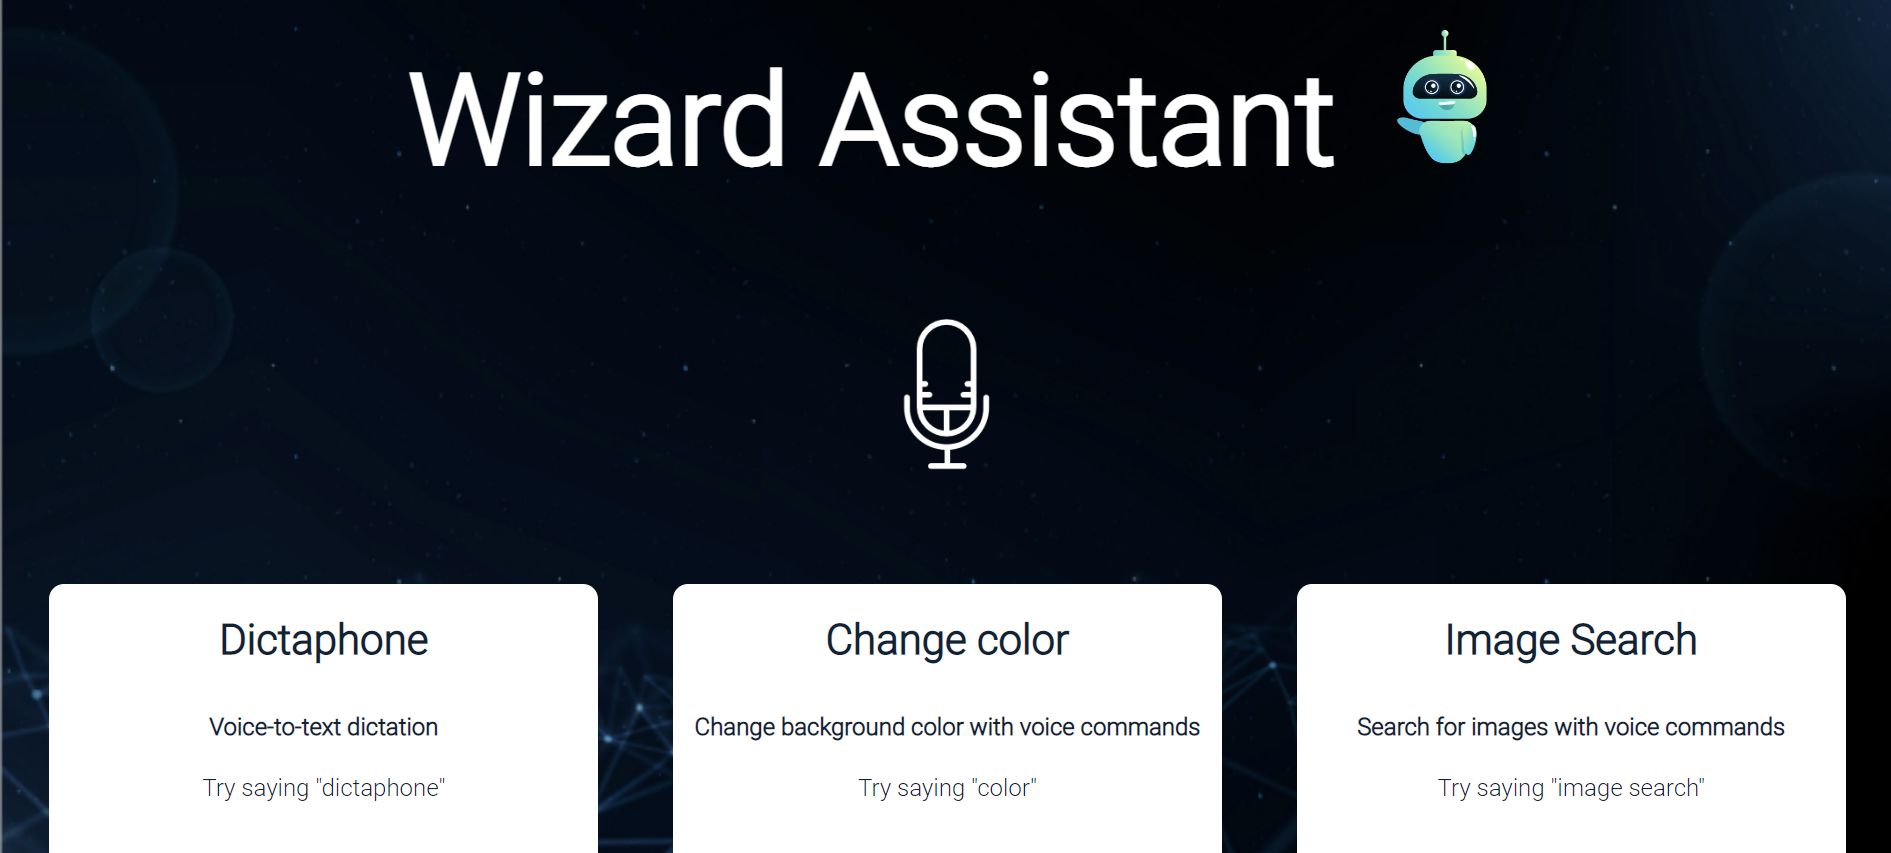 Wizard Assistant
Dictaphone
Voice-to-text dictation
Try saying "dictaphone"
Change color
Change background color with voice commands
Try saying "color"
Image Search
Search for images with voice commands
Try saying "image search"